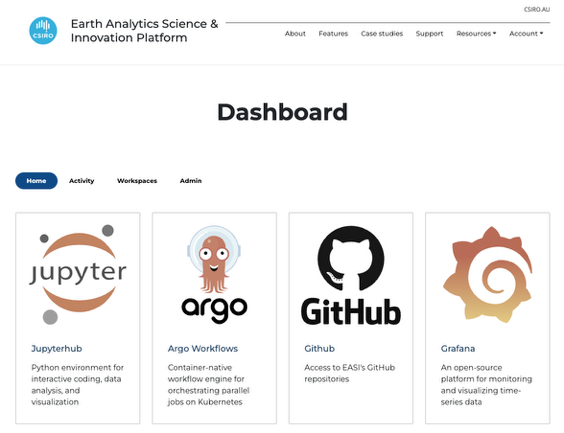 CSIRO.AU
CSIRO
Earth Analytics Science &
Innovation Platform
About Features Case studies Support Resources Account
Dashboard
Home Activity Workspaces Admin
jupyter
argo
GitHub
Jupyterhub
Python environment for
interactive coding, data
analysis, and
visualization
Argo Workflows
Container-native
workflow engine for
orchestrating parallel
jobs on Kubernetes
Github
Access to EASI's GitHub
repositories
Grafana
An open-source
platform for monitoring
and visualizing time-
series data